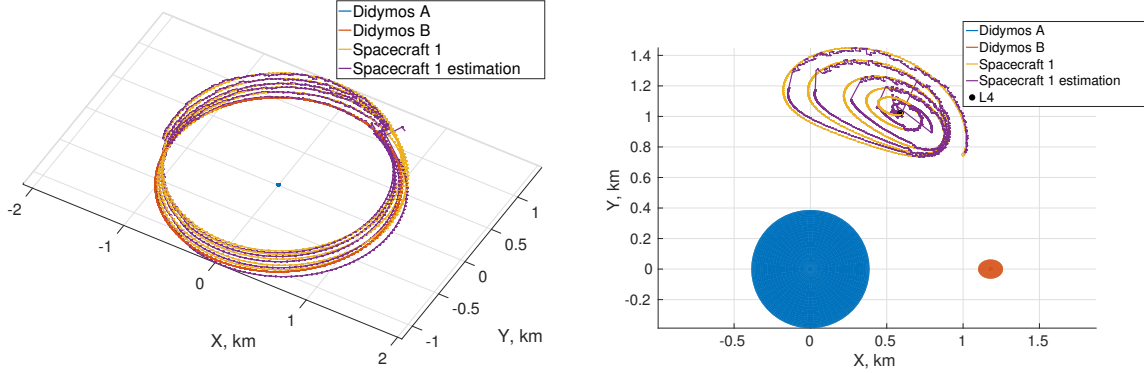 Didymos A
Didymos B
Spacecraft 1
Spacecraft 1 estimation
-2
-1
0
1
2
X, km
1
0.5
0
-0.5
-1
Y, km
Didymos A
Didymos B
Spacecraft 1
Spacecraft 1 estimation
L4
1.4
1.2
1
0.8
0.6
0.4
0.2
0
-0.2
Y, km
-0.5
0
0.5
1
1.5
X, km